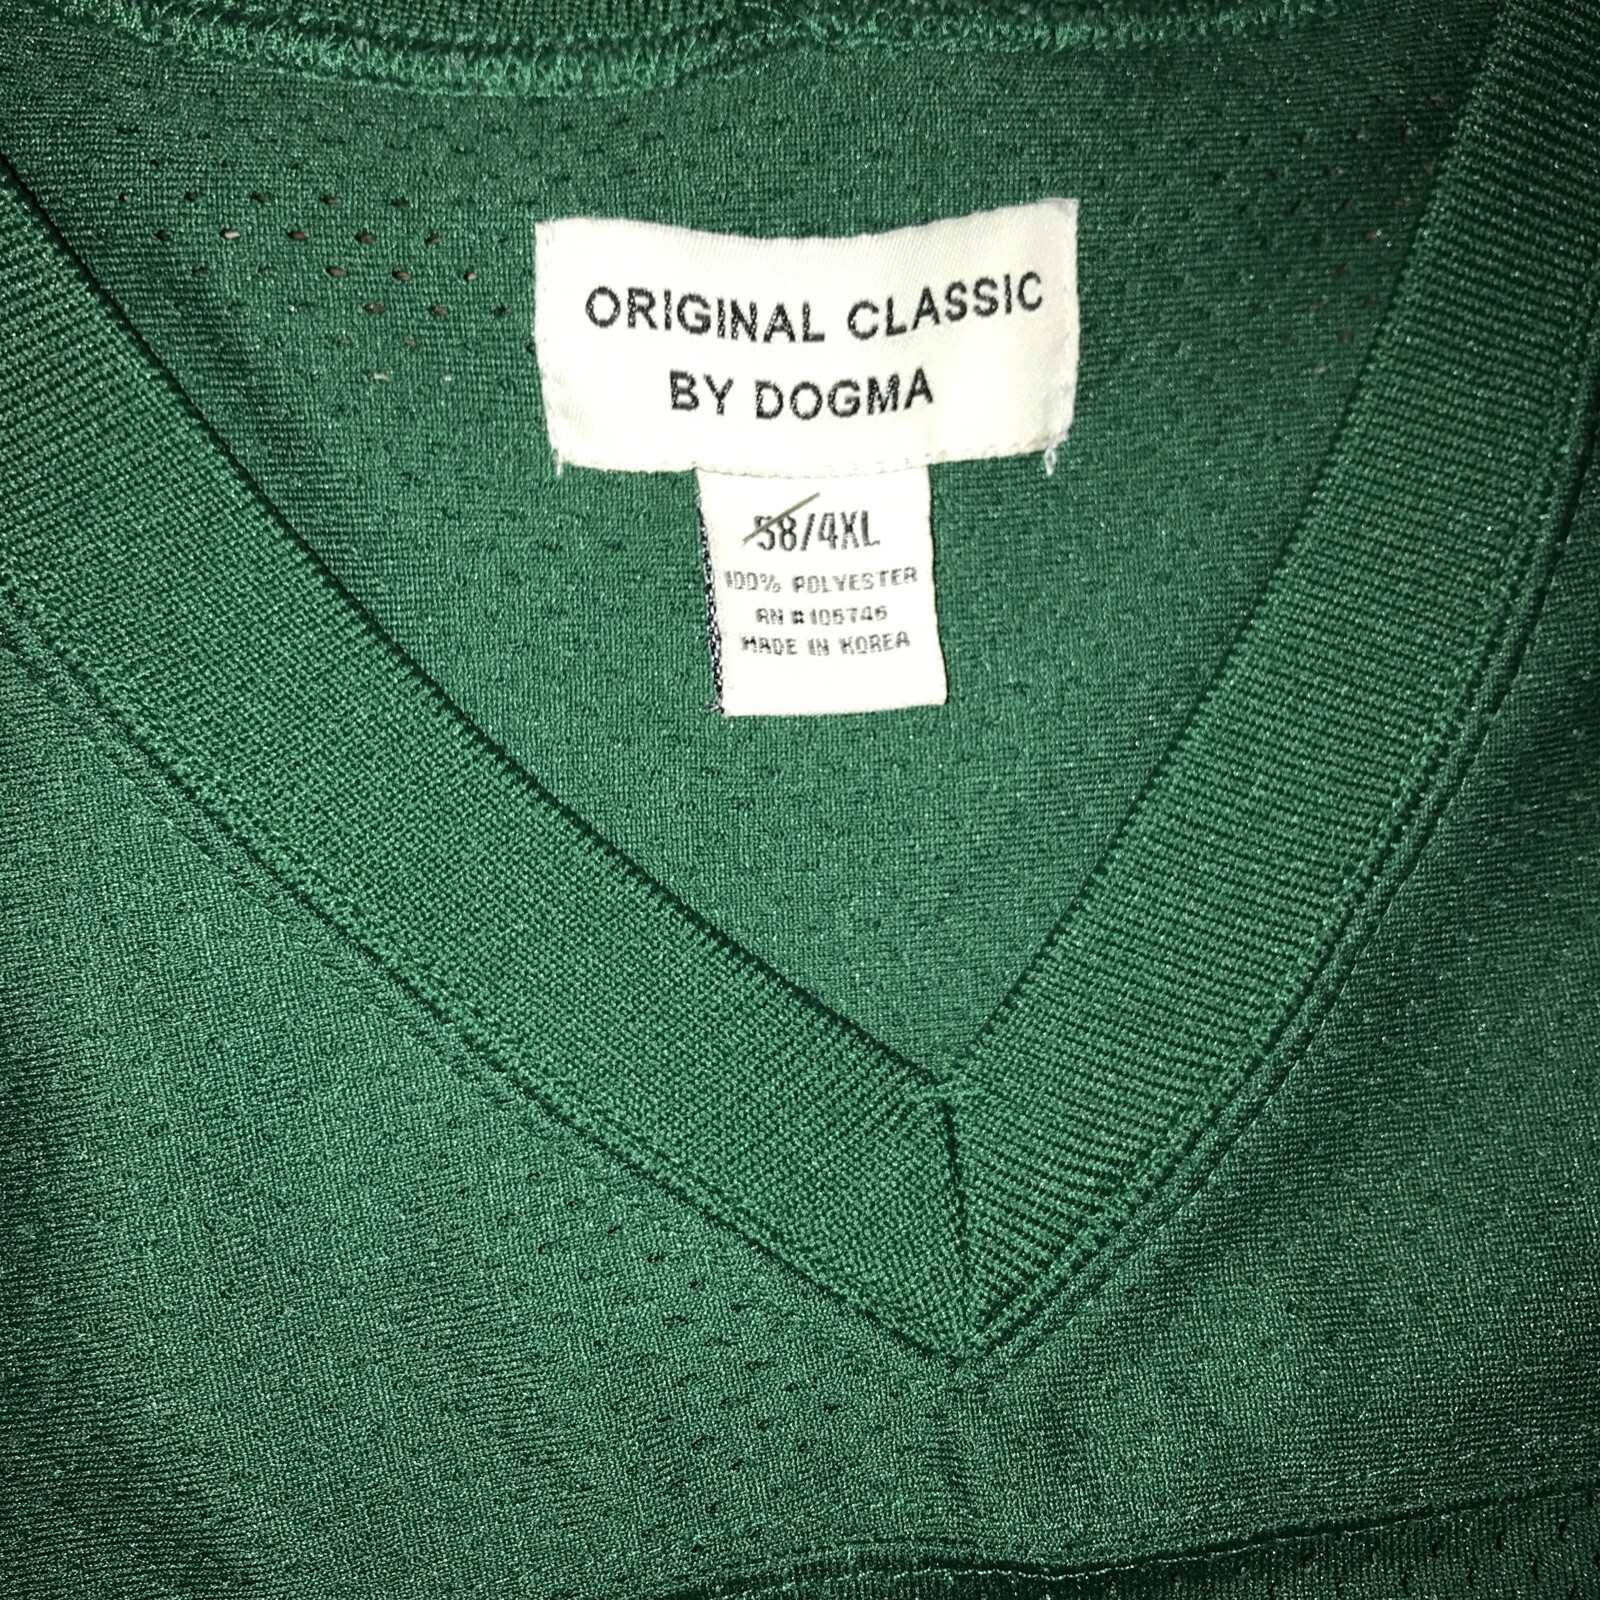 ORIGINAL CLASSIC
BY DOGMA
58/4XL
100% POLYESTER
RN #105746
MADE IN KOREA